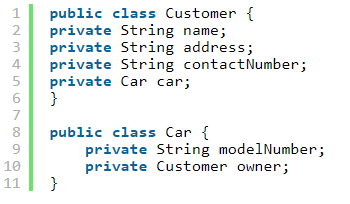 1 public class Customer {
2 private String name;
3 private String address;
4 private String contactNumber;
5 private Car car;
6 }
7
8 public class Car {
9     private String modelNumber;
10     private Customer owner;
11 }